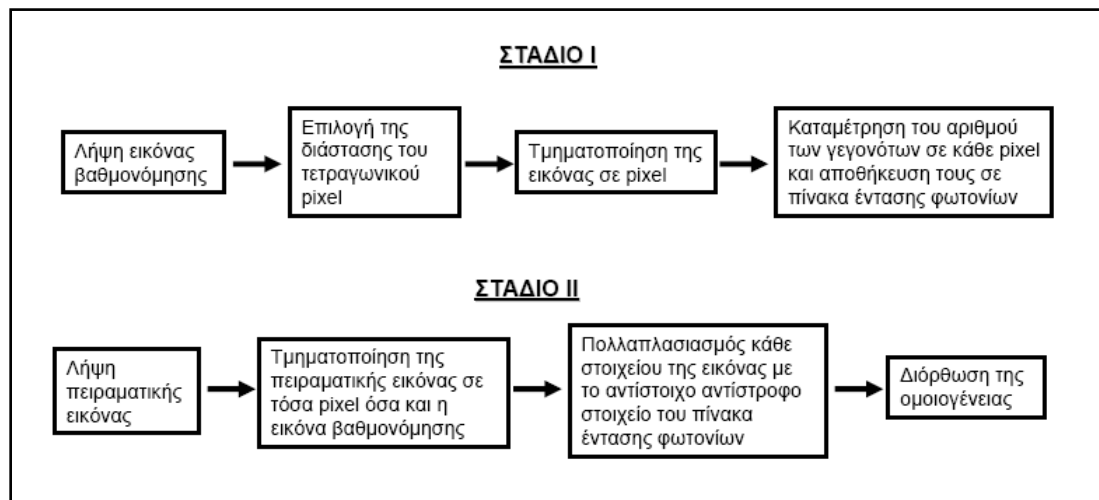 ΣΤΑΔΙΟ Ι
Λήψη εικόνας
βαθμονόμησης
Επιλογή της
διάστασης του
τετραγωνικού
pixel
Τμηματοποίηση της
εικόνας σε pixel
Καταμέτρηση του αριθμού
των γεγονότων σε κάθε pixel
και αποθήκευση τους σε
πίνακα έντασης φωτονίων
ΣΤΑΔΙΟ ΙΙ
Λήψη
πειραματικής
εικόνας
Τμηματοποίηση της
πειραματικής εικόνας σε
τόσα pixel όσα και η
εικόνα βαθμονόμησης
Πολλαπλασιασμός κάθε
στοιχείου της εικόνας με
το αντίστοιχο αντίστροφο
στοιχείο του πίνακα
έντασης φωτονίων
Διόρθωση της
ομοιογένειας